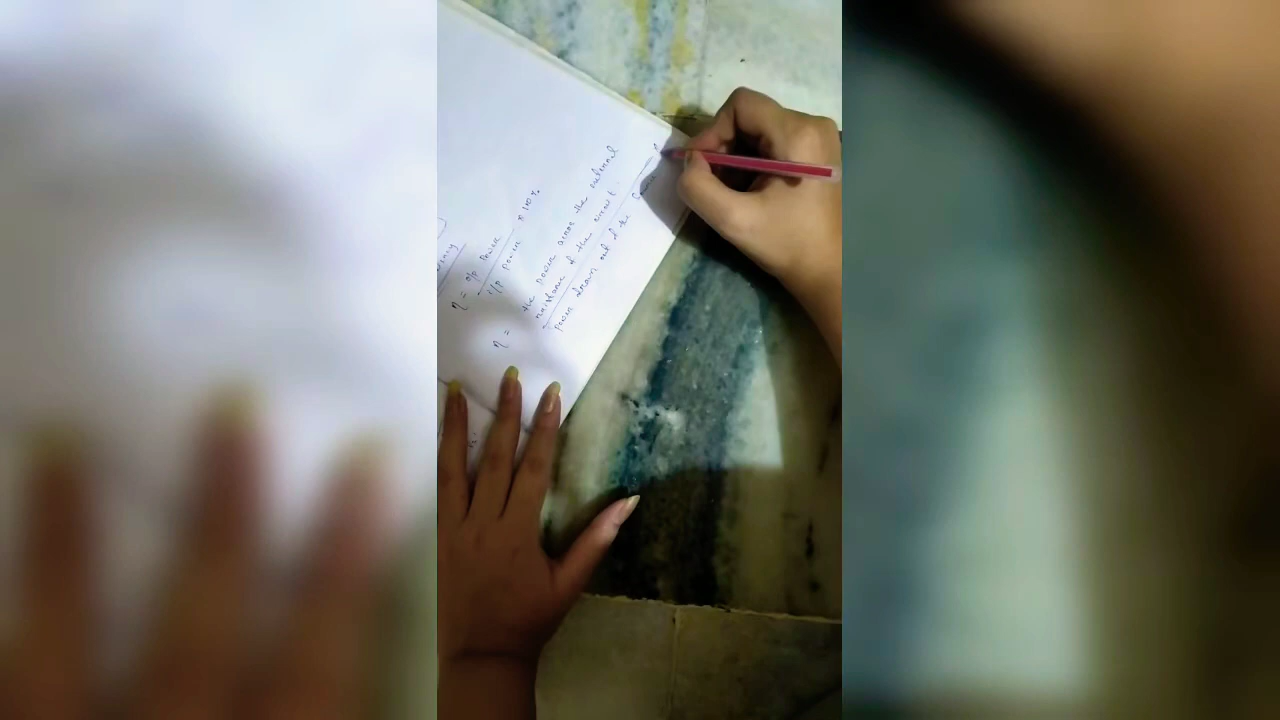 η = o/p power
i/p power × 100%
η = the power across the external
resistance of the circuit
power drawn out of the